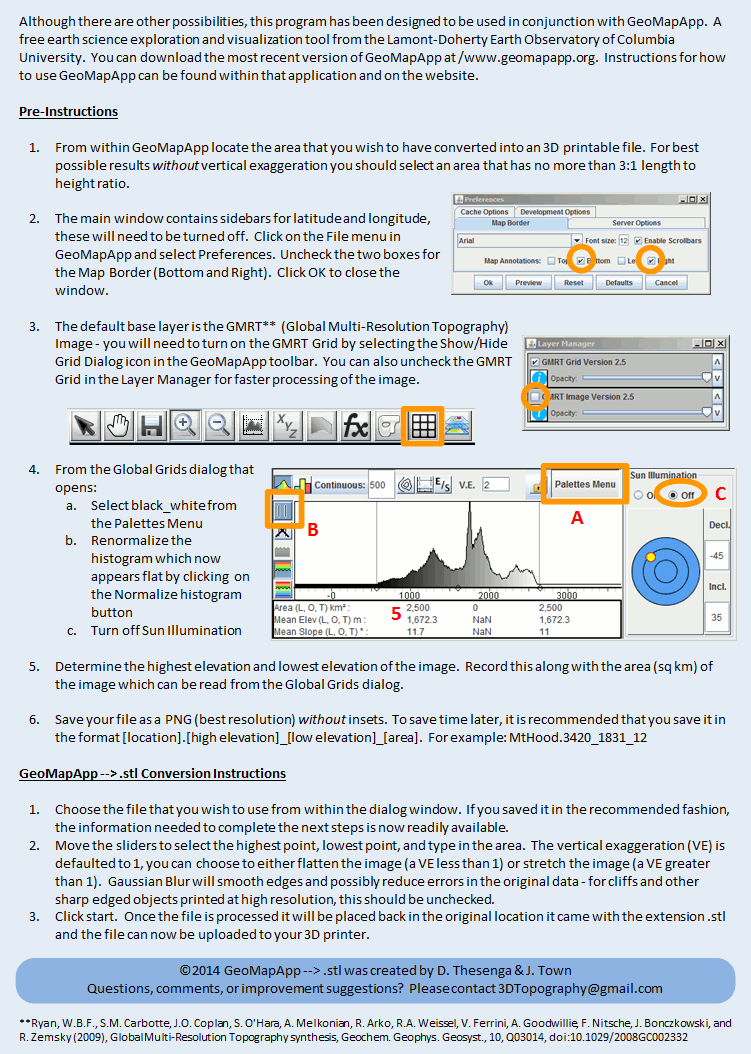 Although there are other possibilities, this program has been designed to be used in conjunction with GeoMapApp. A
free earth science exploration and visualization tool from the Lamont-Doherty Earth Observatory of Columbia
University. You can download the most recent version of GeoMapApp at /www.geomapapp.org. Instructions for how
to use GeoMapApp can be found within that application and on the website.
Pre-Instructions
1. From within GeoMapApp locate the area that you wish to have converted into an 3D printable file. For best
possible results without vertical exaggeration you should select an area that has no more than 3:1 length to
height ratio.
2. The main window contains sidebars for latitude and longitude,
these will need to be turned off. Click on the File menu in
GeoMapApp and select Preferences. Uncheck the two boxes for
the Map Border (Bottom and Right). Click OK to close the
window.
Preferences
Cache Options Development Options
Map Border Server Options
Arial Font size: 12 Enable Scrollbars
Map Annotations: Top Bottom Le Right
Ok Preview Reset Defaults Cancel
3. The default base layer is the GMRT** (Global Multi-Resolution Topography)
Image - you will need to turn on the GMRT Grid by selecting the Show/Hide
Grid Dialog icon in the GeoMapApp toolbar. You can also uncheck the GMRT
Grid in the Layer Manager for faster processing of the image.
Layer Manager
GMRT Grid Version 2.5
Opacity:
GMRT Image Version 2.5
Opacity:
X Y Z fx
4. From the Global Grids dialog that
opens:
a. Select black_white from
the Palettes Menu
b. Renormalize the
histogram which now
appears flat by clicking on
the Normalize histogram
button
c. Turn off Sun Illumination
Continuous: 500 E/S V.E. 2 Palettes Menu
A
B
Sun Illumination
O Off C
Decl.
-45
Incl.
35
-0 1000 2000 3000
5
Area (L, O, T) km² : 2,500 0 2,500
Mean Elev (L, O, T) m : 1,672.3 NaN 1,672.3
Mean Slope (L, O, T) ° : 11.7 NaN 11
5. Determine the highest elevation and lowest elevation of the image. Record this along with the area (sq km) of
the image which can be read from the Global Grids dialog.
6. Save your file as a PNG (best resolution) without insets. To save time later, it is recommended that you save it in
the format [location].[high elevation]_[low elevation]_[area]. For example: MtHood.3420_1831_12
GeoMapApp --> .stl Conversion Instructions
1. Choose the file that you wish to use from within the dialog window. If you saved it in the recommended fashion,
the information needed to complete the next steps is now readily available.
2. Move the sliders to select the highest point, lowest point, and type in the area. The vertical exaggeration (VE) is
defaulted to 1, you can choose to either flatten the image (a VE less than 1) or stretch the image (a VE greater
than 1). Gaussian Blur will smooth edges and possibly reduce errors in the original data - for cliffs and other
sharp edged objects printed at high resolution, this should be unchecked.
3. Click start. Once the file is processed it will be placed back in the original location it came with the extension .stl
and the file can now be uploaded to your 3D printer.
©2014 GeoMapApp --> .stl was created by D. Thesenga & J. Town
Questions, comments, or improvement suggestions? Please contact 3DTopography@gmail.com
**Ryan, W.B.F., S.M. Carbotte, J.O. Coplan, S. O'Hara, A. Melkonian, R. Arko, R.A. Weissel, V. Ferrini, A. Goodwillie, F. Nitsche, J. Bonczkowski, and
R. Zemsky (2009), Global Multi-Resolution Topography synthesis, Geochem. Geophys. Geosyst., 10, Q03014, doi:10.1029/2008GC002332